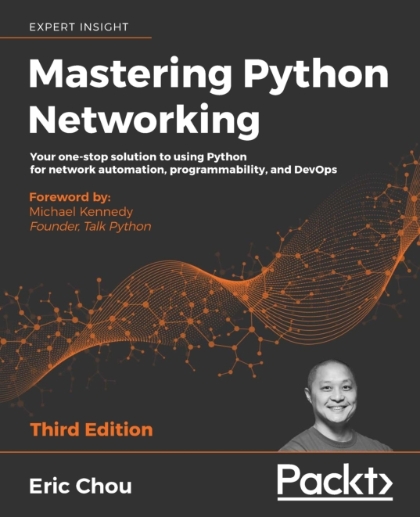 EXPERT INSIGHT
Mastering Python
Networking
Your one-stop solution to using Python
for network automation, programmability, and DevOps
Foreword by:
Michael Kennedy
Founder, Talk Python
Third Edition
Eric Chou
Packt>